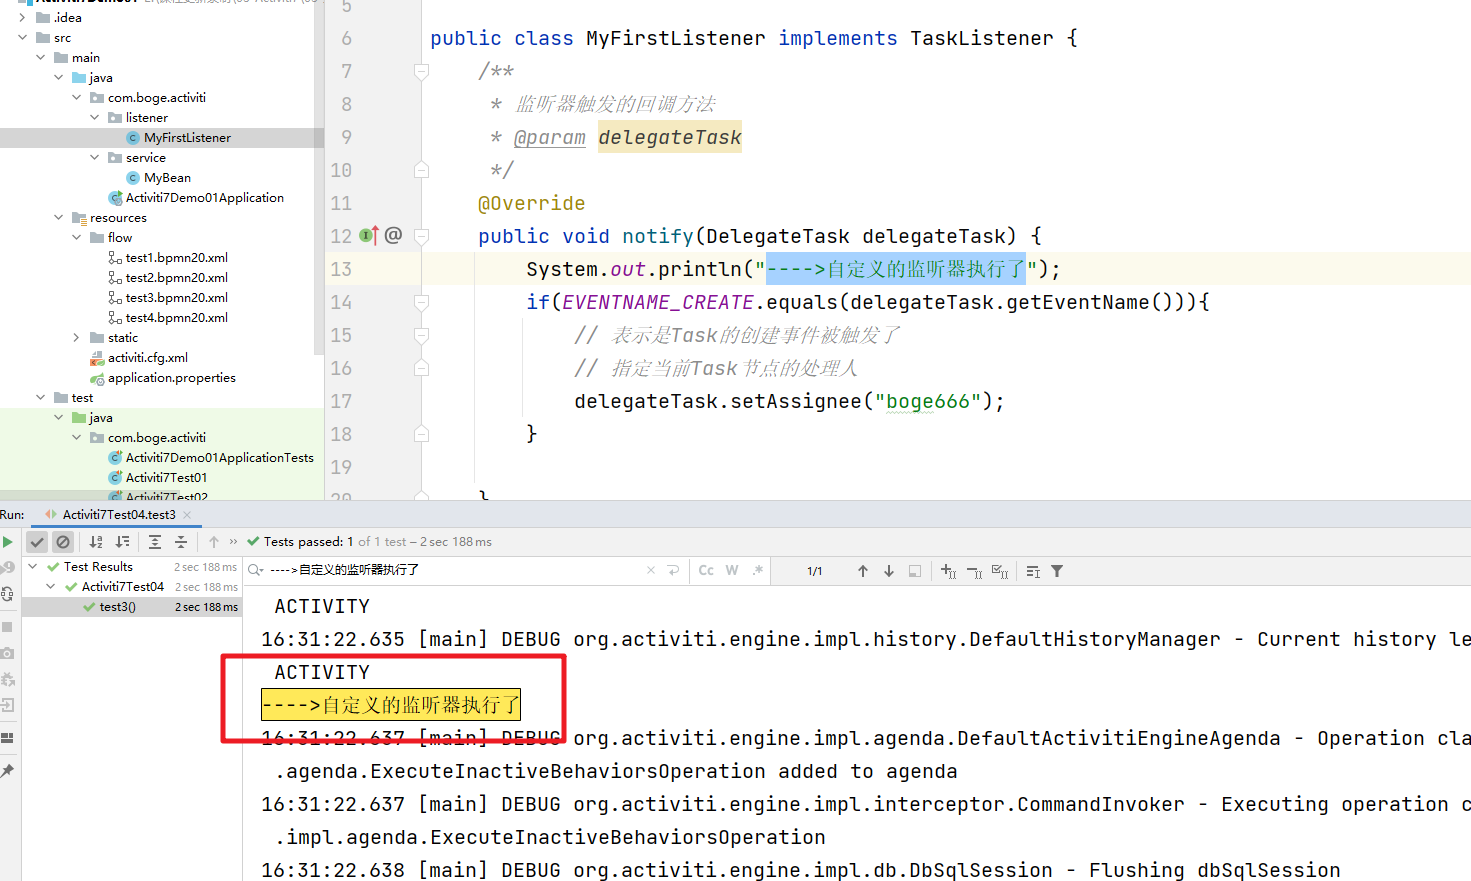 .idea
src
main
java
com.boge.activiti
listener
MyFirstListener
service
MyBean
Activiti7Demo01Application
resources
flow
test1.bpmn20.xml
test2.bpmn20.xml
test3.bpmn20.xml
test4.bpmn20.xml
static
activiti.cfg.xml
application.properties
test
java
com.boge.activiti
Activiti7Demo01ApplicationTests
Activiti7Test01
Activiti7Test02
5
6 public class MyFirstListener implements TaskListener {
7 /**
8 * 监听器触发的回调方法
9 * @param delegateTask
10 */
11 @Override
12 @ public void notify(DelegateTask delegateTask) {
13 System.out.println("---->自定义的监听器执行了");
14 if(EVENTNAME_CREATE.equals(delegateTask.getEventName())){
15 // 表示是Task的创建事件被触发了
16 // 指定当前Task节点的处理人
17 delegateTask.setAssignee("boge666");
18 }
19
20 }
Run: Activiti7Test04.test3 ×
Tests passed: 1 of 1 test – 2 sec 188 ms
Test Results 2 sec 188 ms
Activiti7Test04 2 sec 188 ms
test3() 2 sec 188 ms
---->自定义的监听器执行了 × Cc W .* 1/1
ACTIVITY
16:31:22.635 [main] DEBUG org.activiti.engine.impl.history.DefaultHistoryManager - Current history le
ACTIVITY
---->自定义的监听器执行了
16:31:22.637 [main] DEBUG org.activiti.engine.impl.agenda.DefaultActivitiEngineAgenda - Operation cla
.agenda.ExecuteInactiveBehaviorsOperation added to agenda
16:31:22.637 [main] DEBUG org.activiti.engine.impl.interceptor.CommandInvoker - Executing operation c
.impl.agenda.ExecuteInactiveBehaviorsOperation
16:31:22.638 [main] DEBUG org.activiti.engine.impl.db.DbSqlSession - Flushing dbSqlSession